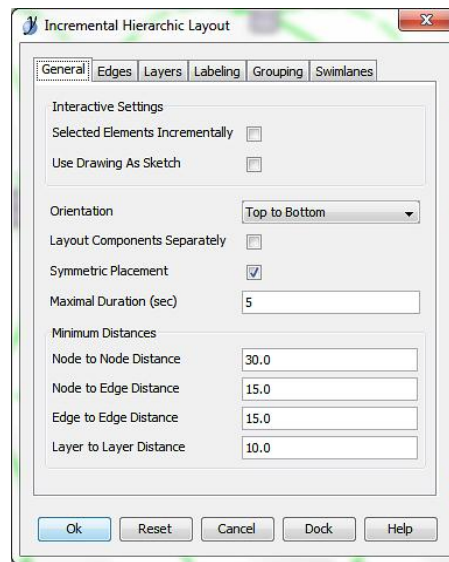 Incremental Hierarchic Layout
General Edges Layers Labeling Grouping Swimlanes
Interactive Settings
Selected Elements Incrementally
Use Drawing As Sketch
Orientation Top to Bottom
Layout Components Separately
Symmetric Placement
Maximal Duration (sec) 5
Minimum Distances
Node to Node Distance 30.0
Node to Edge Distance 15.0
Edge to Edge Distance 15.0
Layer to Layer Distance 10.0
Ok Reset Cancel Dock Help